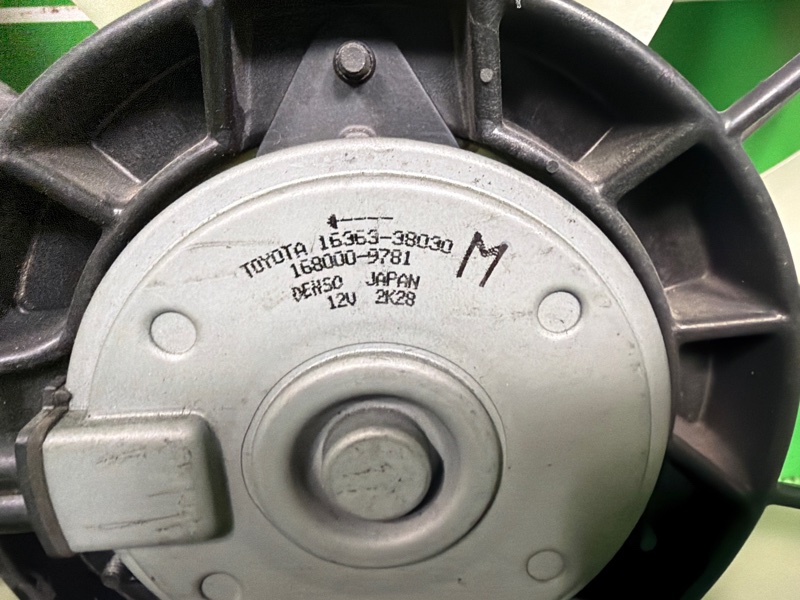 TOYOTA 16363-38030
168000-9781
DENSO JAPAN
12V 2K28
M